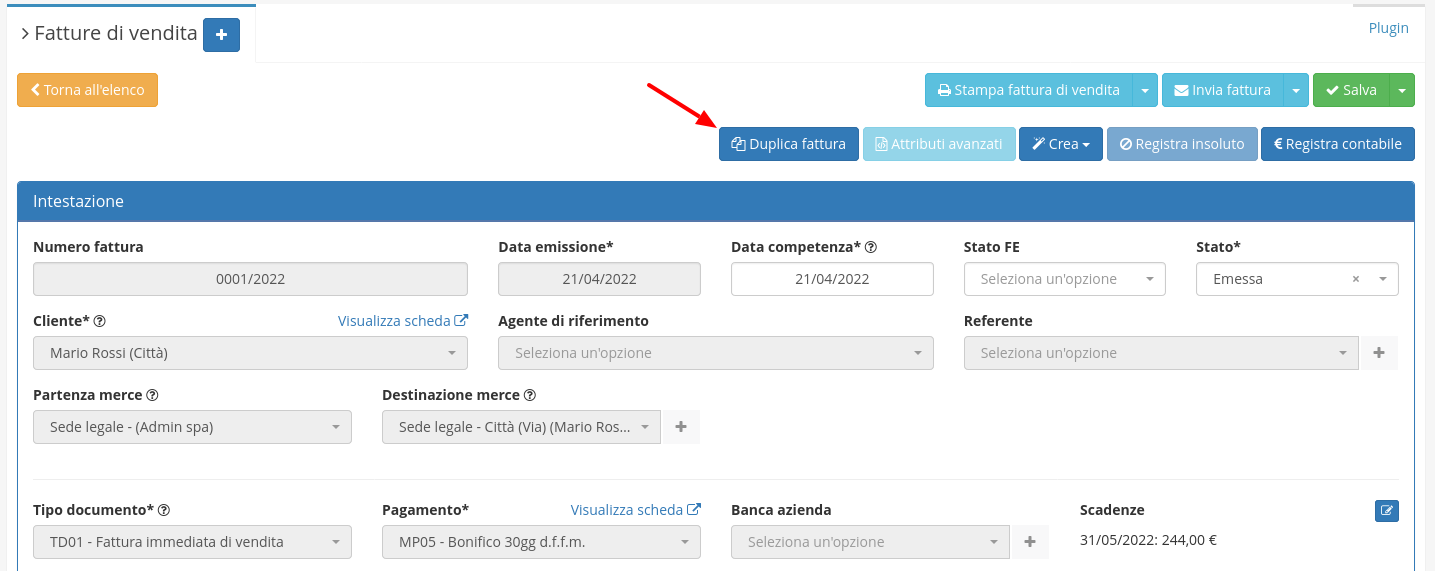 Fatture di vendita
Plugin
Torna all'elenco
Stampa fattura di vendita
Invia fattura
Salva
Duplica fattura
Attributi avanzati
Crea
Registra insoluto
€ Registra contabile
Intestazione
Numero fattura
Data emissione*
Data competenza*
Stato FE
Stato*
0001/2022
21/04/2022
21/04/2022
Seleziona un'opzione
Emessa ×
Cliente*
Visualizza scheda
Agente di riferimento
Referente
Mario Rossi (Città)
Seleziona un'opzione
Seleziona un'opzione
Partenza merce
Destinazione merce
Sede legale - (Admin spa)
Sede legale - Città (Via) (Mario Ros...
Tipo documento*
Pagamento*
Visualizza scheda
Banca azienda
Scadenze
TD01 - Fattura immediata di vendita
MP05 - Bonifico 30gg d.f.f.m.
Seleziona un'opzione
31/05/2022: 244,00 €